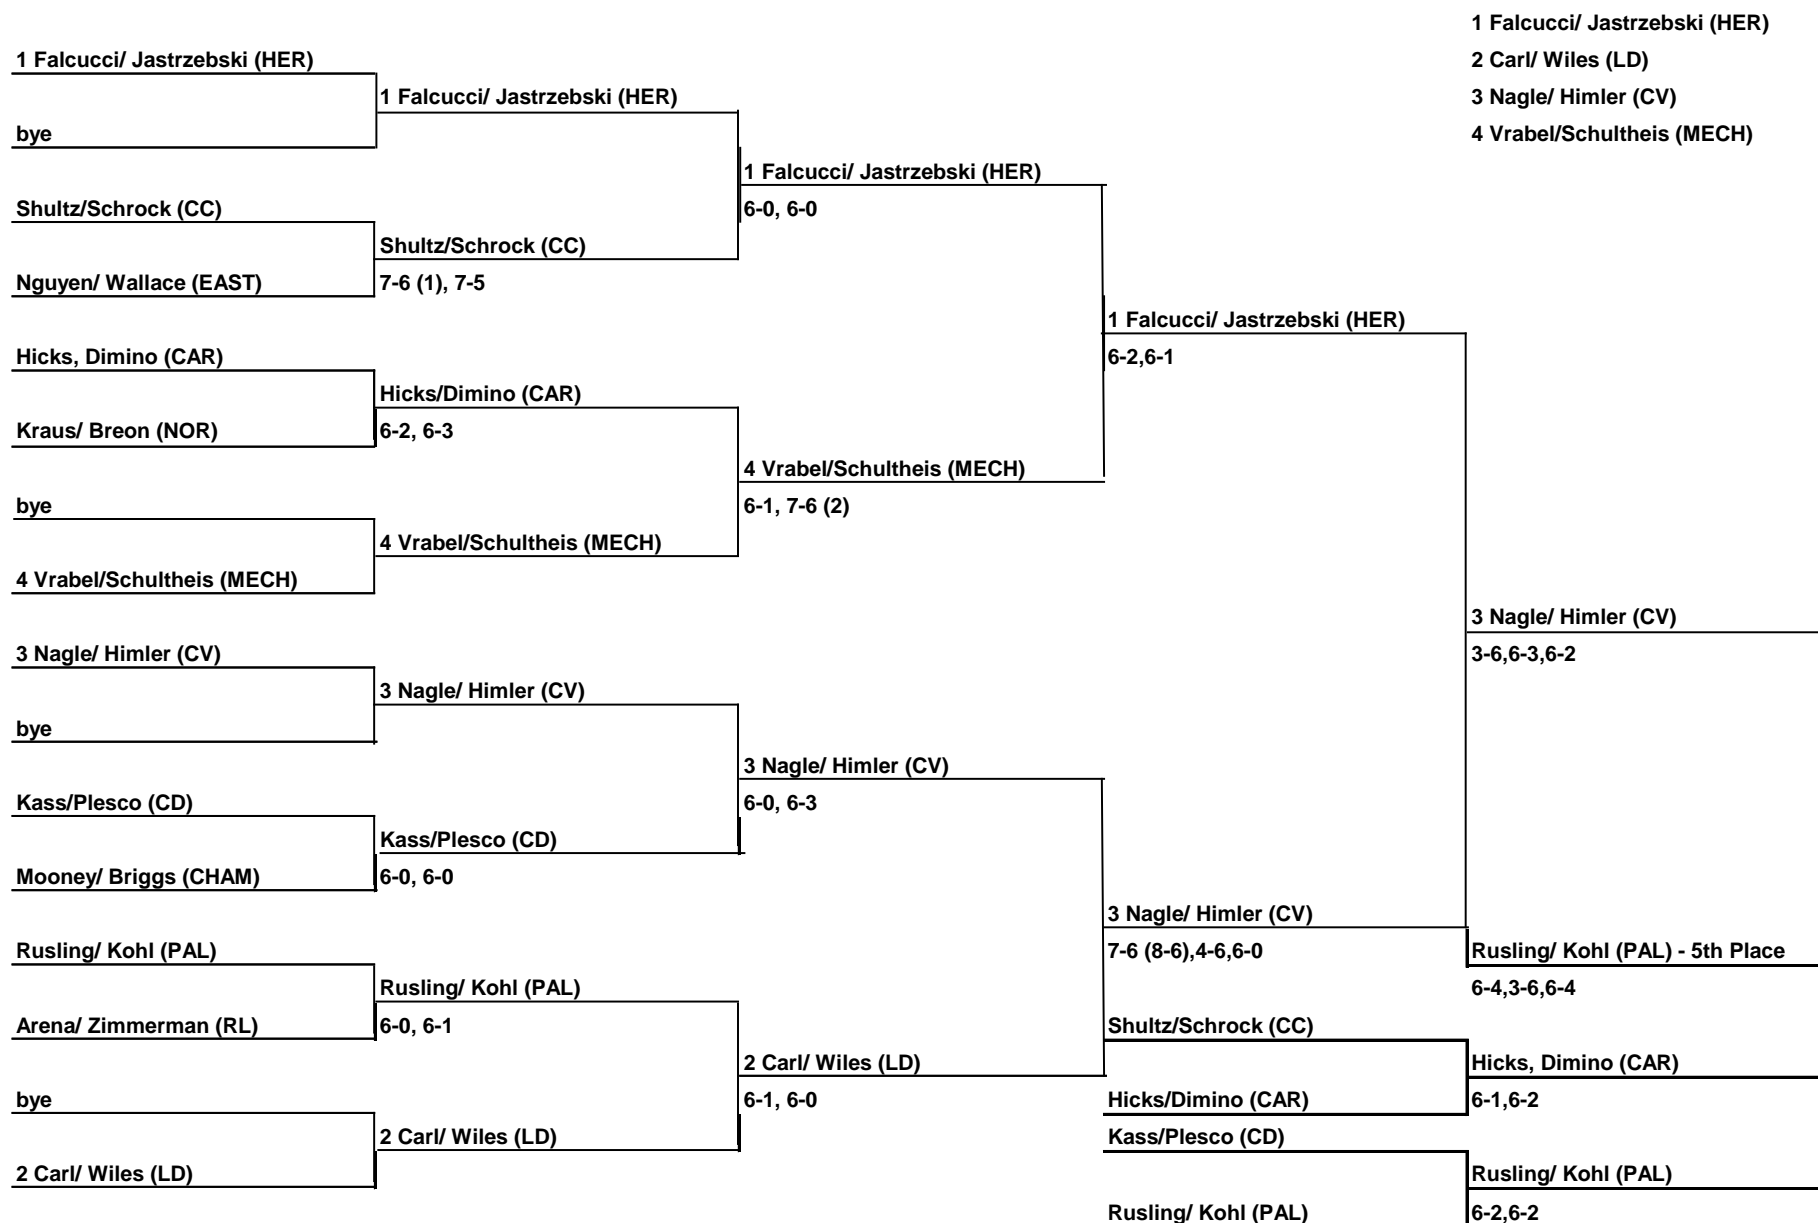 1 Falcucci/ Jastrzebski (HER)
2 Carl/ Wiles (LD)
3 Nagle/ Himler (CV)
4 Vrabel/Schultheis (MECH)
1 Falcucci/ Jastrzebski (HER)
bye
Shultz/Schrock (CC)
Nguyen/ Wallace (EAST)
Hicks, Dimino (CAR)
Kraus/ Breon (NOR)
bye
4 Vrabel/Schultheis (MECH)
3 Nagle/ Himler (CV)
bye
Kass/Plesco (CD)
Mooney/ Briggs (CHAM)
Rusling/ Kohl (PAL)
Arena/ Zimmerman (RL)
bye
2 Carl/ Wiles (LD)
1 Falcucci/ Jastrzebski (HER)
Shultz/Schrock (CC)
7-6 (1), 7-5
Hicks/Dimino (CAR)
6-2, 6-3
4 Vrabel/Schultheis (MECH)
3 Nagle/ Himler (CV)
Kass/Plesco (CD)
6-0, 6-0
Rusling/ Kohl (PAL)
6-0, 6-1
2 Carl/ Wiles (LD)
1 Falcucci/ Jastrzebski (HER)
6-0, 6-0
4 Vrabel/Schultheis (MECH)
6-1, 7-6 (2)
3 Nagle/ Himler (CV)
6-0, 6-3
2 Carl/ Wiles (LD)
6-1, 6-0
1 Falcucci/ Jastrzebski (HER)
6-2,6-1
3 Nagle/ Himler (CV)
7-6 (8-6),4-6,6-0
Shultz/Schrock (CC)
Hicks/Dimino (CAR)
Kass/Plesco (CD)
Rusling/ Kohl (PAL)
3 Nagle/ Himler (CV)
3-6,6-3,6-2
Rusling/ Kohl (PAL) - 5th Place
6-4,3-6,6-4
Hicks, Dimino (CAR)
6-1,6-2
Rusling/ Kohl (PAL)
6-2,6-2